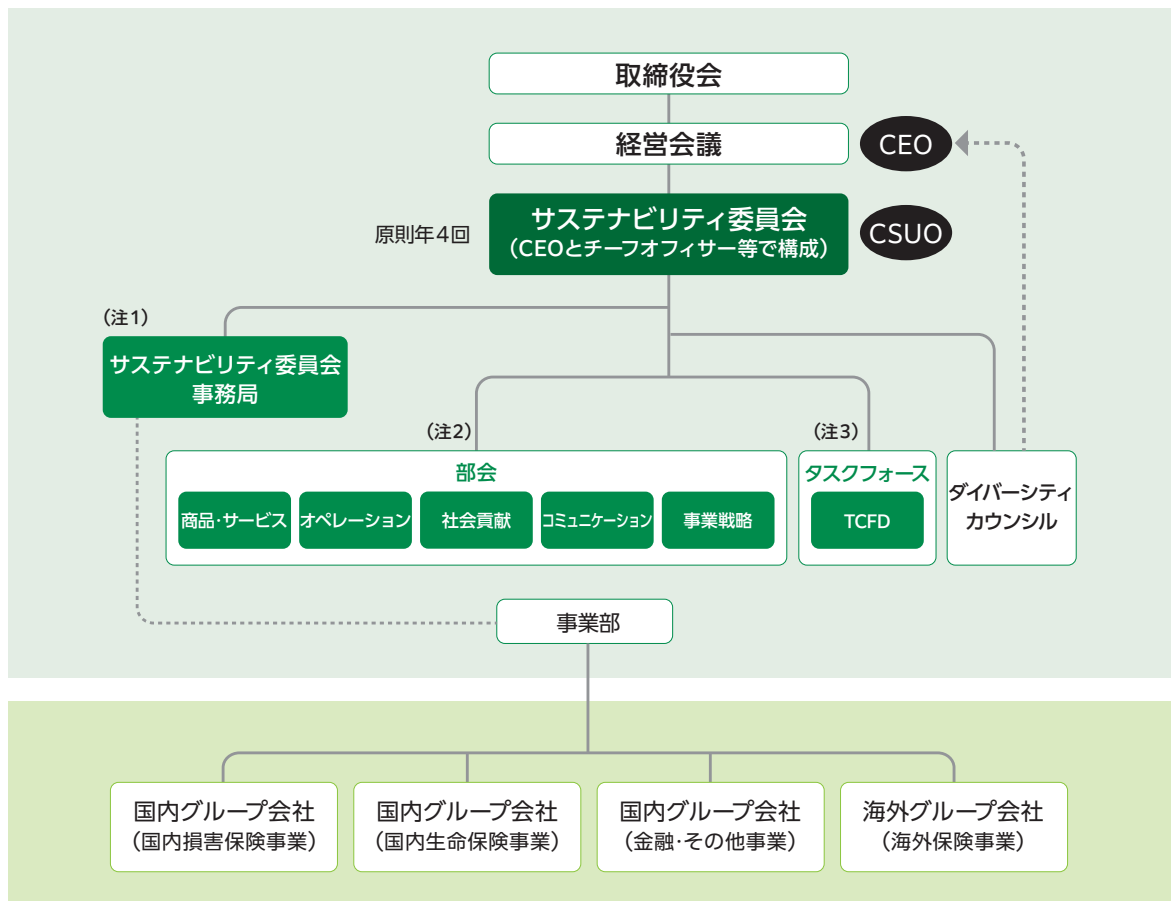 取締役会
経営会議
CEO
原則年4回
サステナビリティ委員会
（CEOとチーフオフィサー等で構成）
CSUO
（注1）
サステナビリティ委員会
事務局
（注2）
部会
商品・サービス
オペレーション
社会貢献
コミュニケーション
事業戦略
（注3）
タスクフォース
TCFD
ダイバーシティ
カウンシル
事業部
国内グループ会社
（国内損害保険事業）
国内グループ会社
（国内生命保険事業）
国内グループ会社
（金融・その他事業）
海外グループ会社
（海外保険事業）